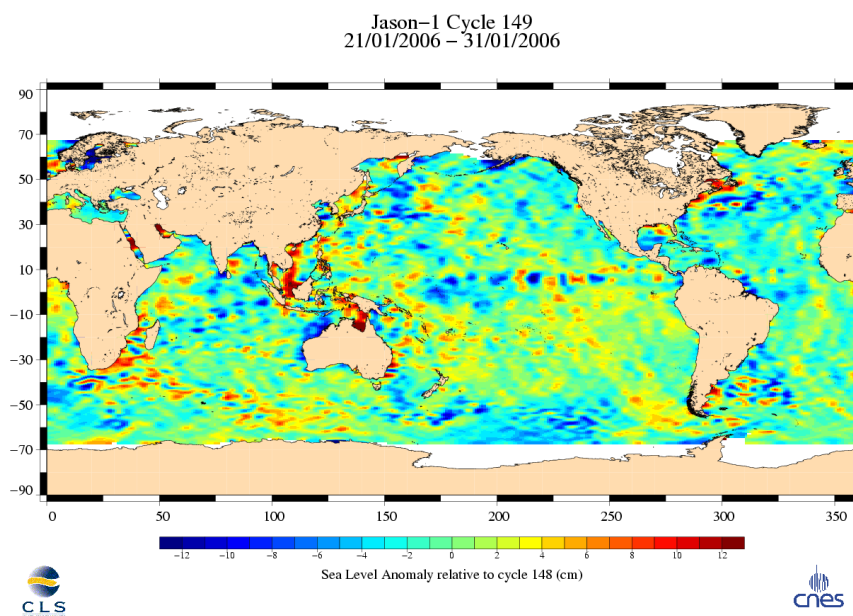 Jason−1 Cycle 149
21/01/2006 − 31/01/2006
90
70
50
30
10
−10
−30
−50
−70
−90
0 50 100 150 200 250 300 350
−12 −10 −8 −6 −4 −2 0 2 4 6 8 10 12
Sea Level Anomaly relative to cycle 148 (cm)
CLS
cnes